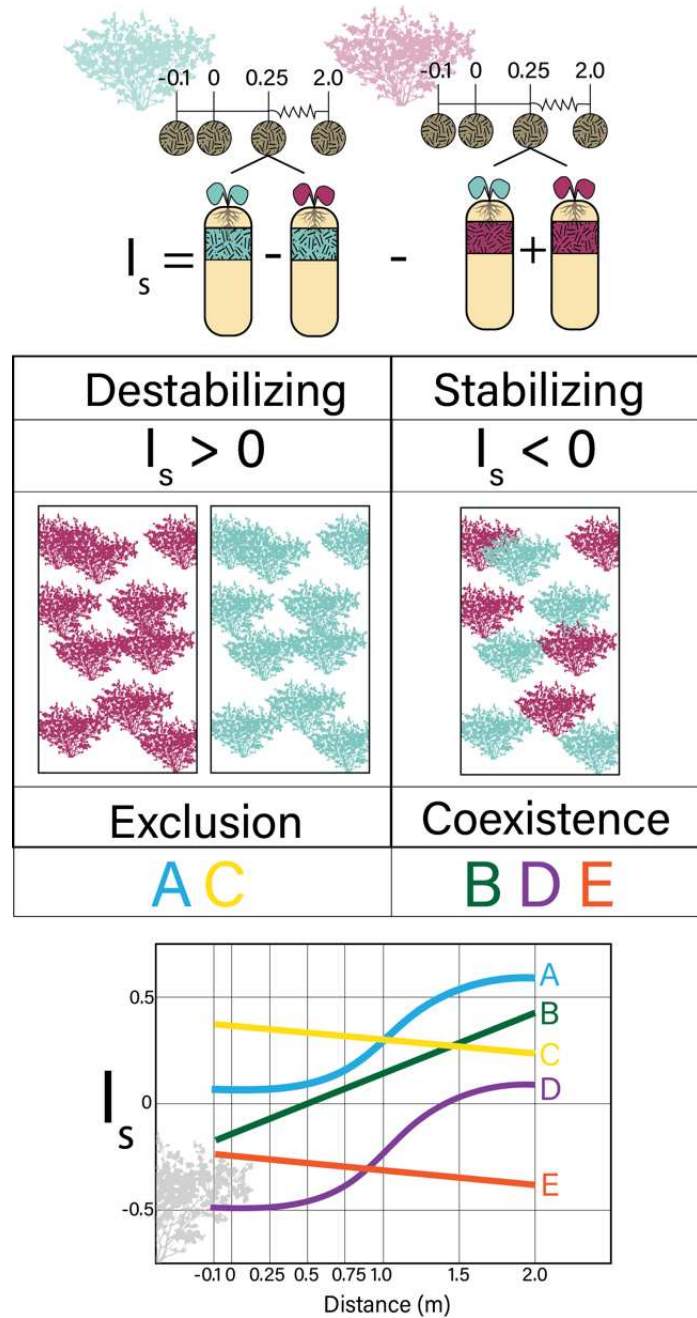 -0.1 0 0.25 2.0 -0.1 0 0.25 2.0
Is = - - +
Destabilizing Stabilizing
Is > 0 Is < 0
Exclusion Coexistence
A C B D E
A
0.5
B
C
Is
0
D
-0.5
E
-0.1 0 0.25 0.5 0.75 1.0 1.5 2.0
Distance (m)